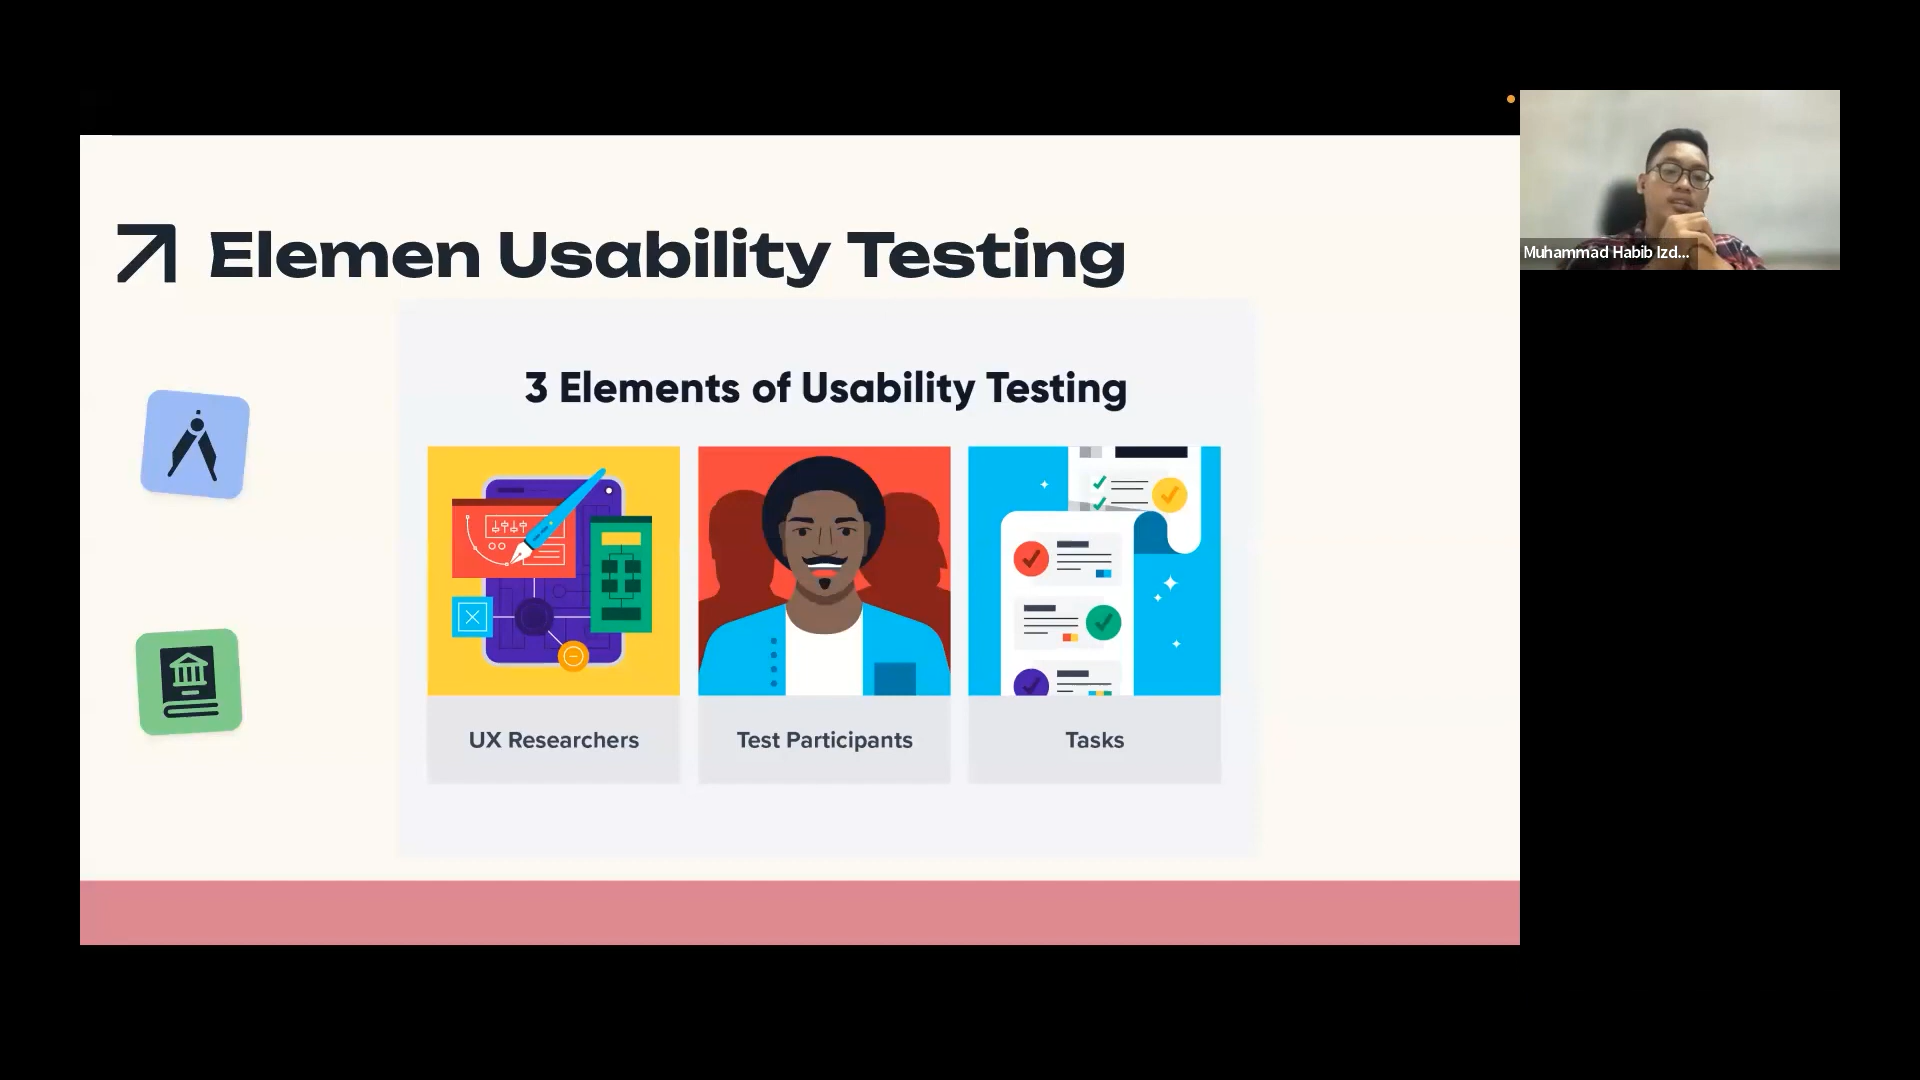 Elemen Usability Testing
3 Elements of Usability Testing
UX Researchers
Test Participants
Tasks
Muhammad Habib Izd...